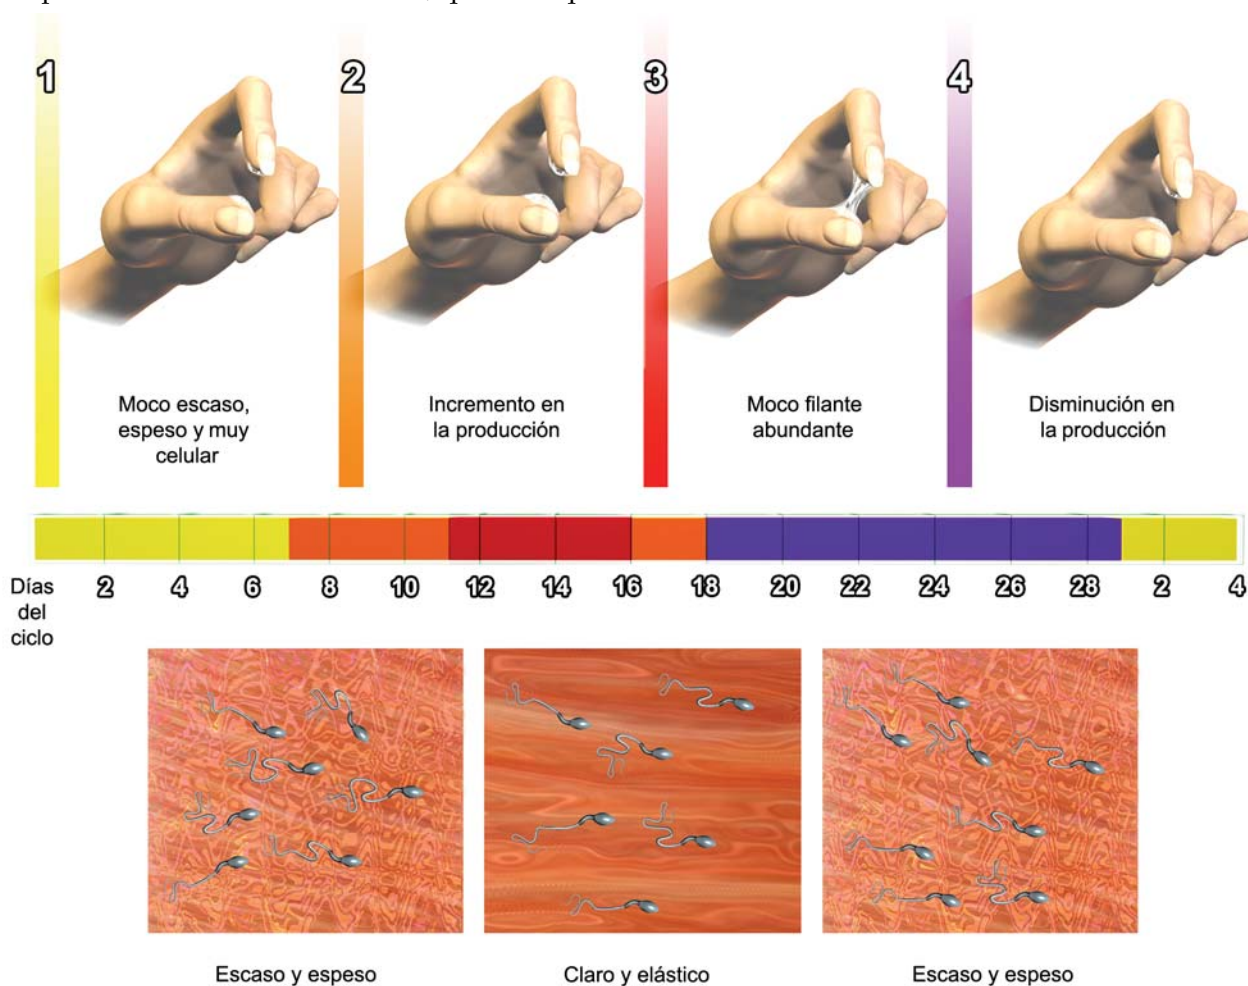 1
2
3
4
Moco escaso,
espeso y muy
celular
Incremento en
la producción
Moco filante
abundante
Disminución en
la producción
Días
del
ciclo
2 4 6 8 10 12 14 16 18 20 22 24 26 28 2 4
Escaso y espeso
Claro y elástico
Escaso y espeso